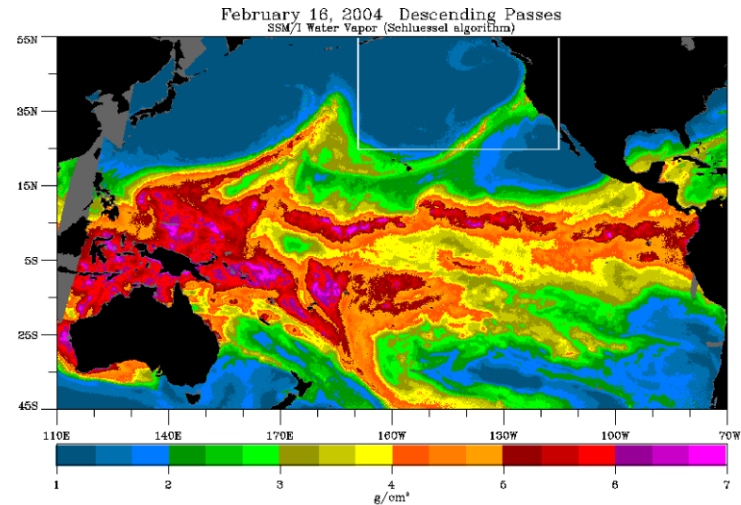 February 16, 2004 Descending Passes
SSM/I Water Vapor (Schluessel algorithm)
55N
35N
15N
5S
25S
45S
110E 140E 170E 160W 130W 100W 70W
1 2 3 4 5 6 7
g/cm²